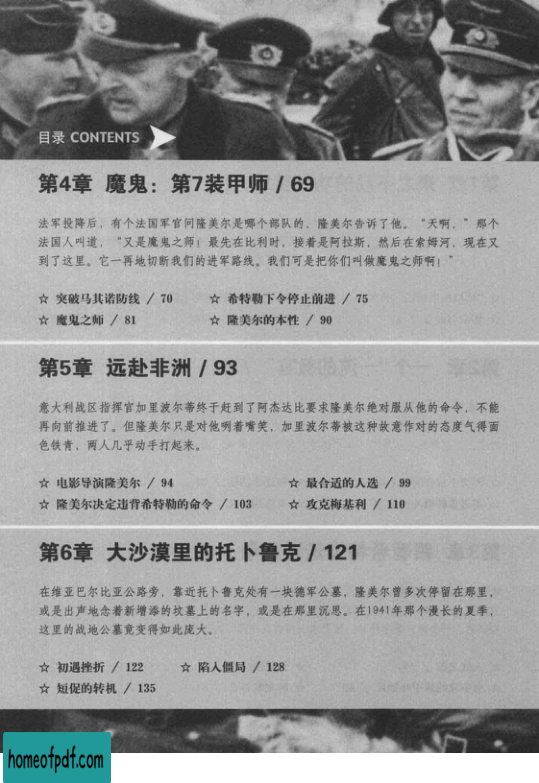 目录 CONTENTS
第4章 魔鬼：第7装甲师 / 69
法军投降后，有个法国军官问隆美尔是哪个部队的，隆美尔告诉了他。“天啊，”那个
法国人叫道，“又是魔鬼之师！最先在比利时，接着是阿拉斯，然后在索姆河，现在又
到了这里。它一再地切断我们的进军路线。我们可是把你们叫做魔鬼之师啊！”
☆ 突破马其诺防线 / 70 ☆ 希特勒下令停止前进 / 75
☆ 魔鬼之师 / 81 ☆ 隆美尔的本性 / 90
第5章 远赴非洲 / 93
意大利战区指挥官加里波尔蒂终于赶到了阿杰达比要求隆美尔绝对服从他的命令，不能
再向前推进了。但隆美尔只是对他咧着嘴笑，加里波尔蒂被这种故意作对的态度气得面
色铁青，两人几乎动手打起来。
☆ 电影导演隆美尔 / 94 ☆ 最合适的人选 / 99
☆ 隆美尔决定违背希特勒的命令 / 103 ☆ 攻克梅基利 / 110
第6章 大沙漠里的托卜鲁克 / 121
在维亚巴尔比亚公路旁，靠近托卜鲁克处有一块德军公墓，隆美尔曾多次停留在那里，
或是出声地念着新增添的坟墓上的名字，或是在那里沉思。在1941年那个漫长的夏季，
这里的战地公墓竟变得如此庞大。
☆ 初遇挫折 / 122 ☆ 陷入僵局 / 128
☆ 短促的转机 / 135
homeofpdf.com